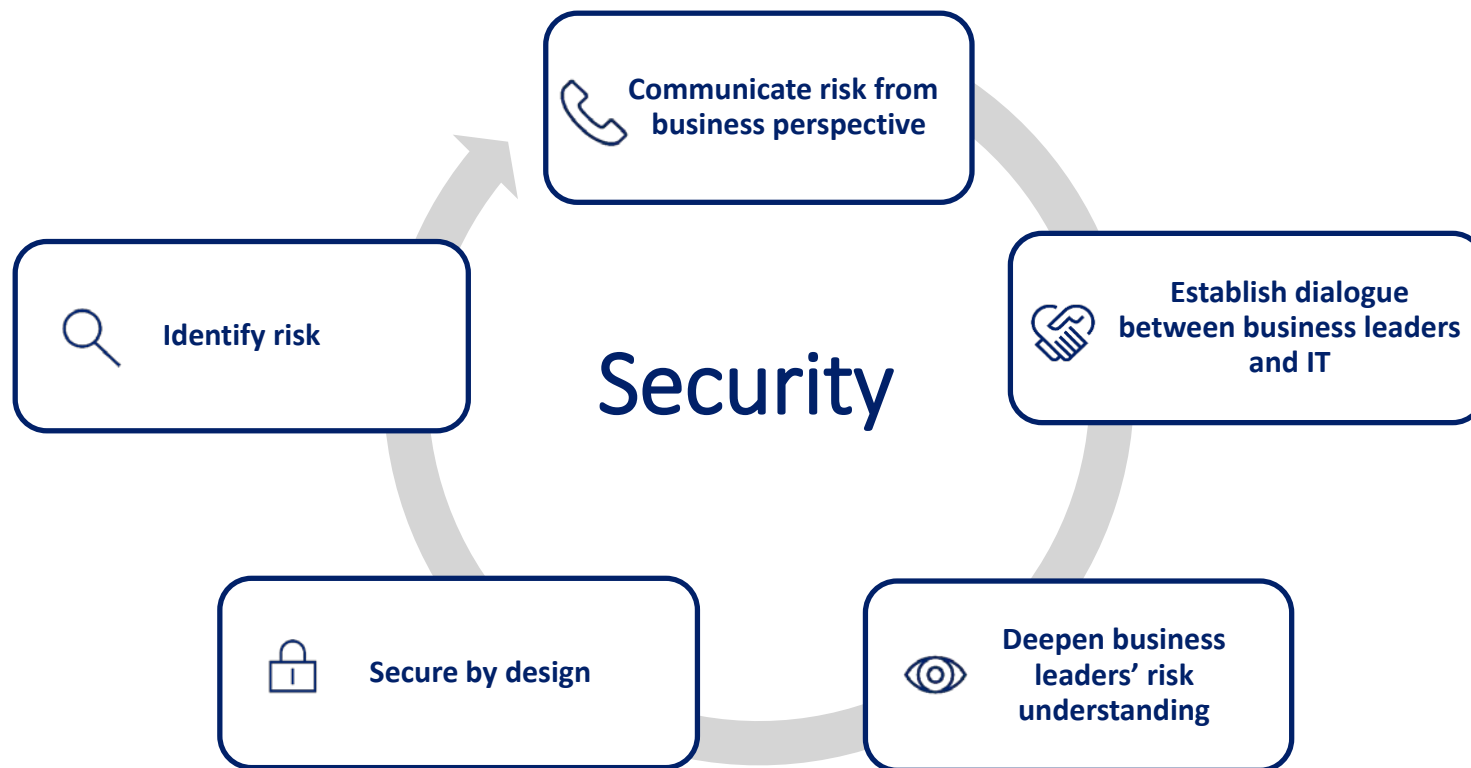 Communicate risk from
business perspective
Establish dialogue
between business leaders
and IT
Identify risk
Security
Secure by design
Deepen business
leaders’ risk
understanding